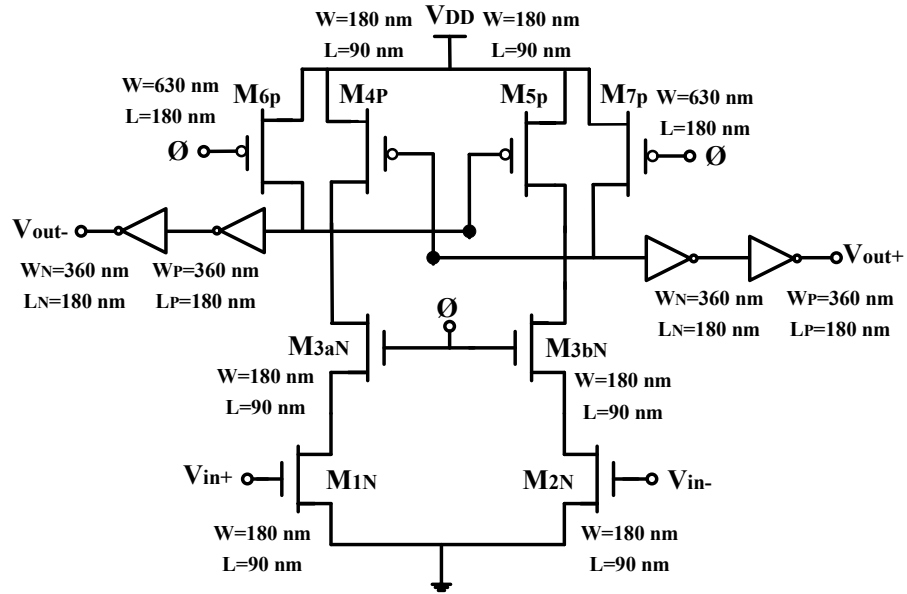 W=180 nm VDD W=180 nm
L=90 nm L=90 nm
W=630 nm M6p M4P M5p M7p W=630 nm
L=180 nm L=180 nm
Ø Ø
Vout- Vout+
WN=360 nm WP=360 nm WN=360 nm WP=360 nm
LN=180 nm LP=180 nm LN=180 nm LP=180 nm
Ø
M3aN M3bN
W=180 nm W=180 nm
L=90 nm L=90 nm
Vin+ M1N M2N Vin-
W=180 nm W=180 nm
L=90 nm L=90 nm